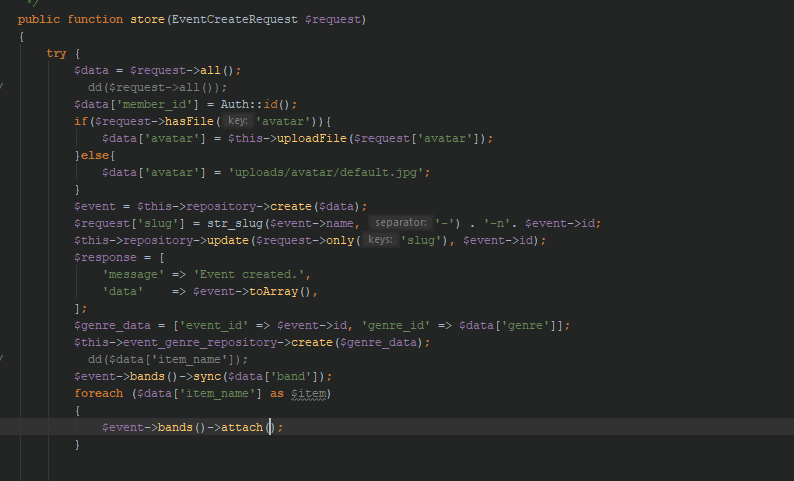 */
public function store(EventCreateRequest $request)
{
try {
$data = $request->all();
/ dd($request->all());
$data['member_id'] = Auth::id();
if($request->hasFile( key: 'avatar')){
$data['avatar'] = $this->uploadFile($request['avatar']);
}else{
$data['avatar'] = 'uploads/avatar/default.jpg';
}
$event = $this->repository->create($data);
$request['slug'] = str_slug($event->name, separator: '-') . '-n'. $event->id;
$this->repository->update($request->only( keys: 'slug'), $event->id);
$response = [
'message' => 'Event created.',
'data' => $event->toArray(),
];
$genre_data = ['event_id' => $event->id, 'genre_id' => $data['genre']];
$this->event_genre_repository->create($genre_data);
/ dd($data['item_name']);
$event->bands()->sync($data['band']);
foreach ($data['item_name'] as $item)
{
$event->bands()->attach();
}